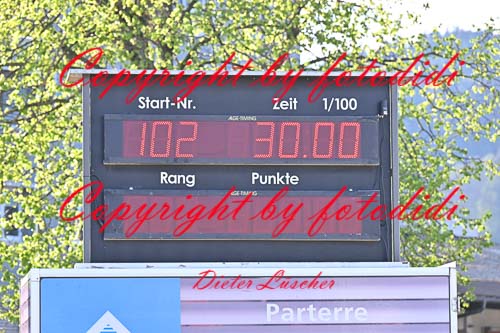 Copyright by fotodidi
Start-Nr. Zeit 1/100
ALGE-TIMING
102 30.00
Rang Punkte
ALGE-TIMING
Copyright by fotodidi
Dieter Lüscher
Parterre